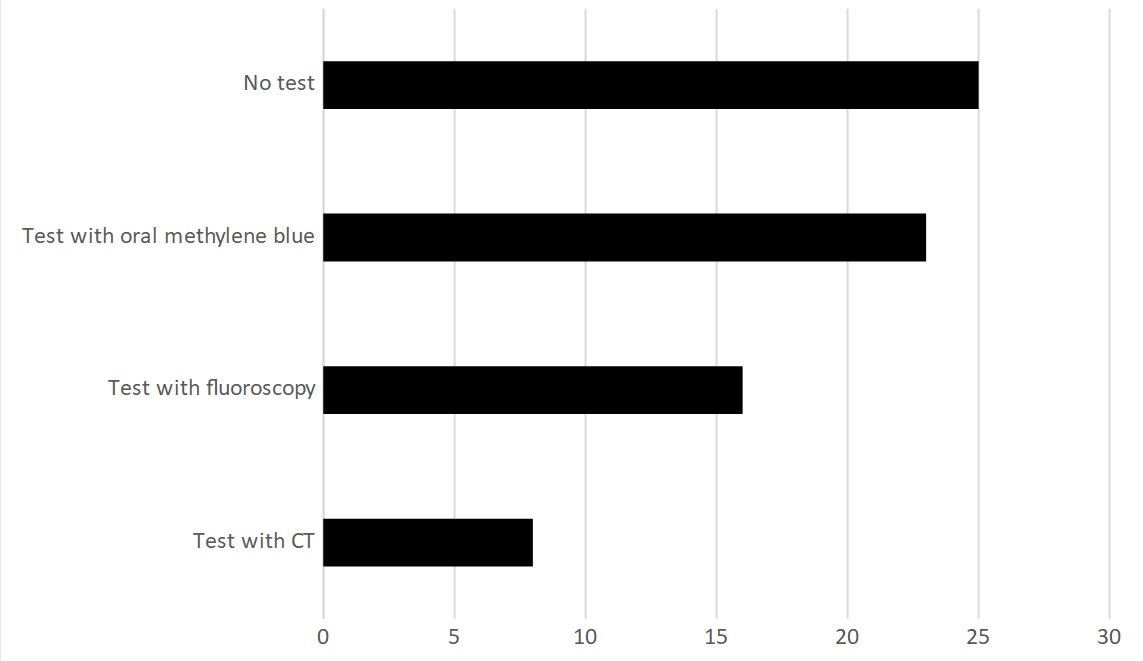 No test
Test with oral methylene blue
Test with fluoroscopy
Test with CT
0 5 10 15 20 25 30